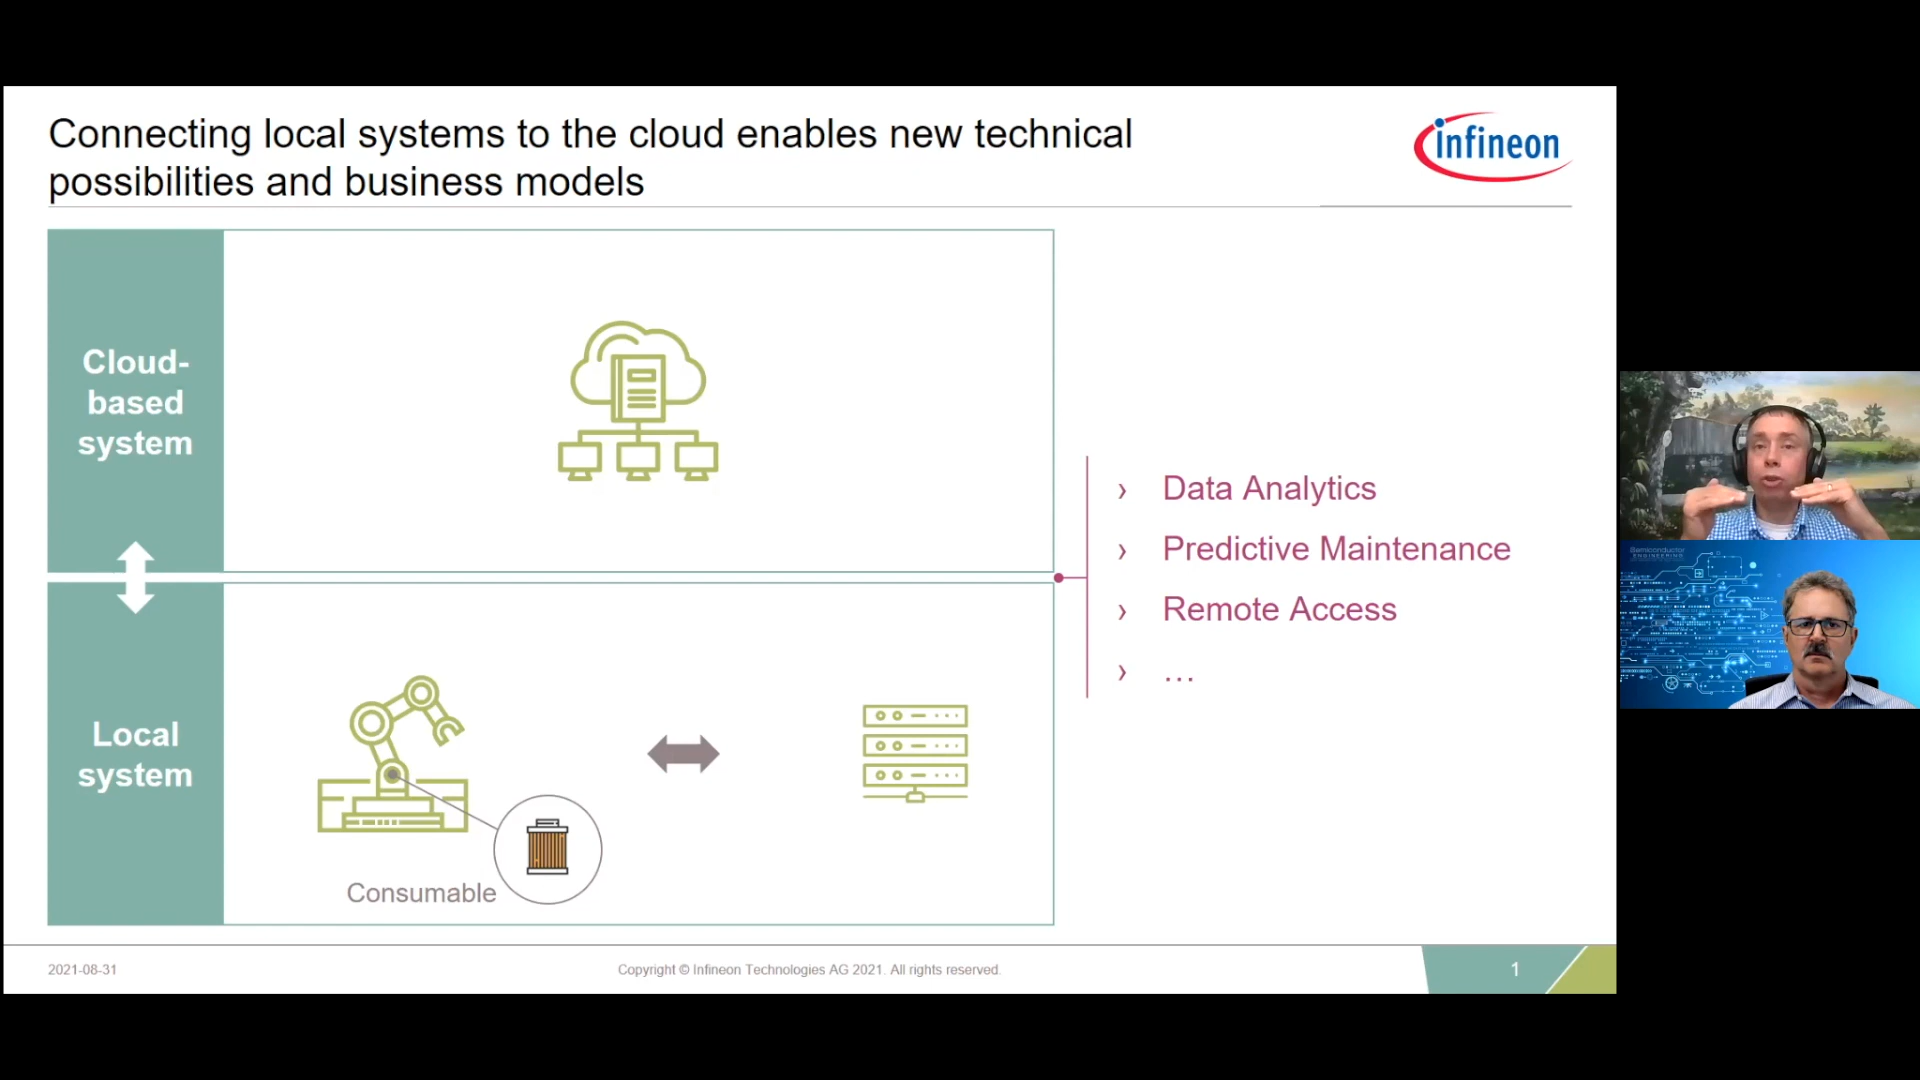 Connecting local systems to the cloud enables new technical
possibilities and business models
infineon
Cloud-
based
system
Local
system
Consumable
› Data Analytics
› Predictive Maintenance
› Remote Access
› …
2021-08-31
Copyright © Infineon Technologies AG 2021. All rights reserved.
1
Semiconductor
ENGINEERING